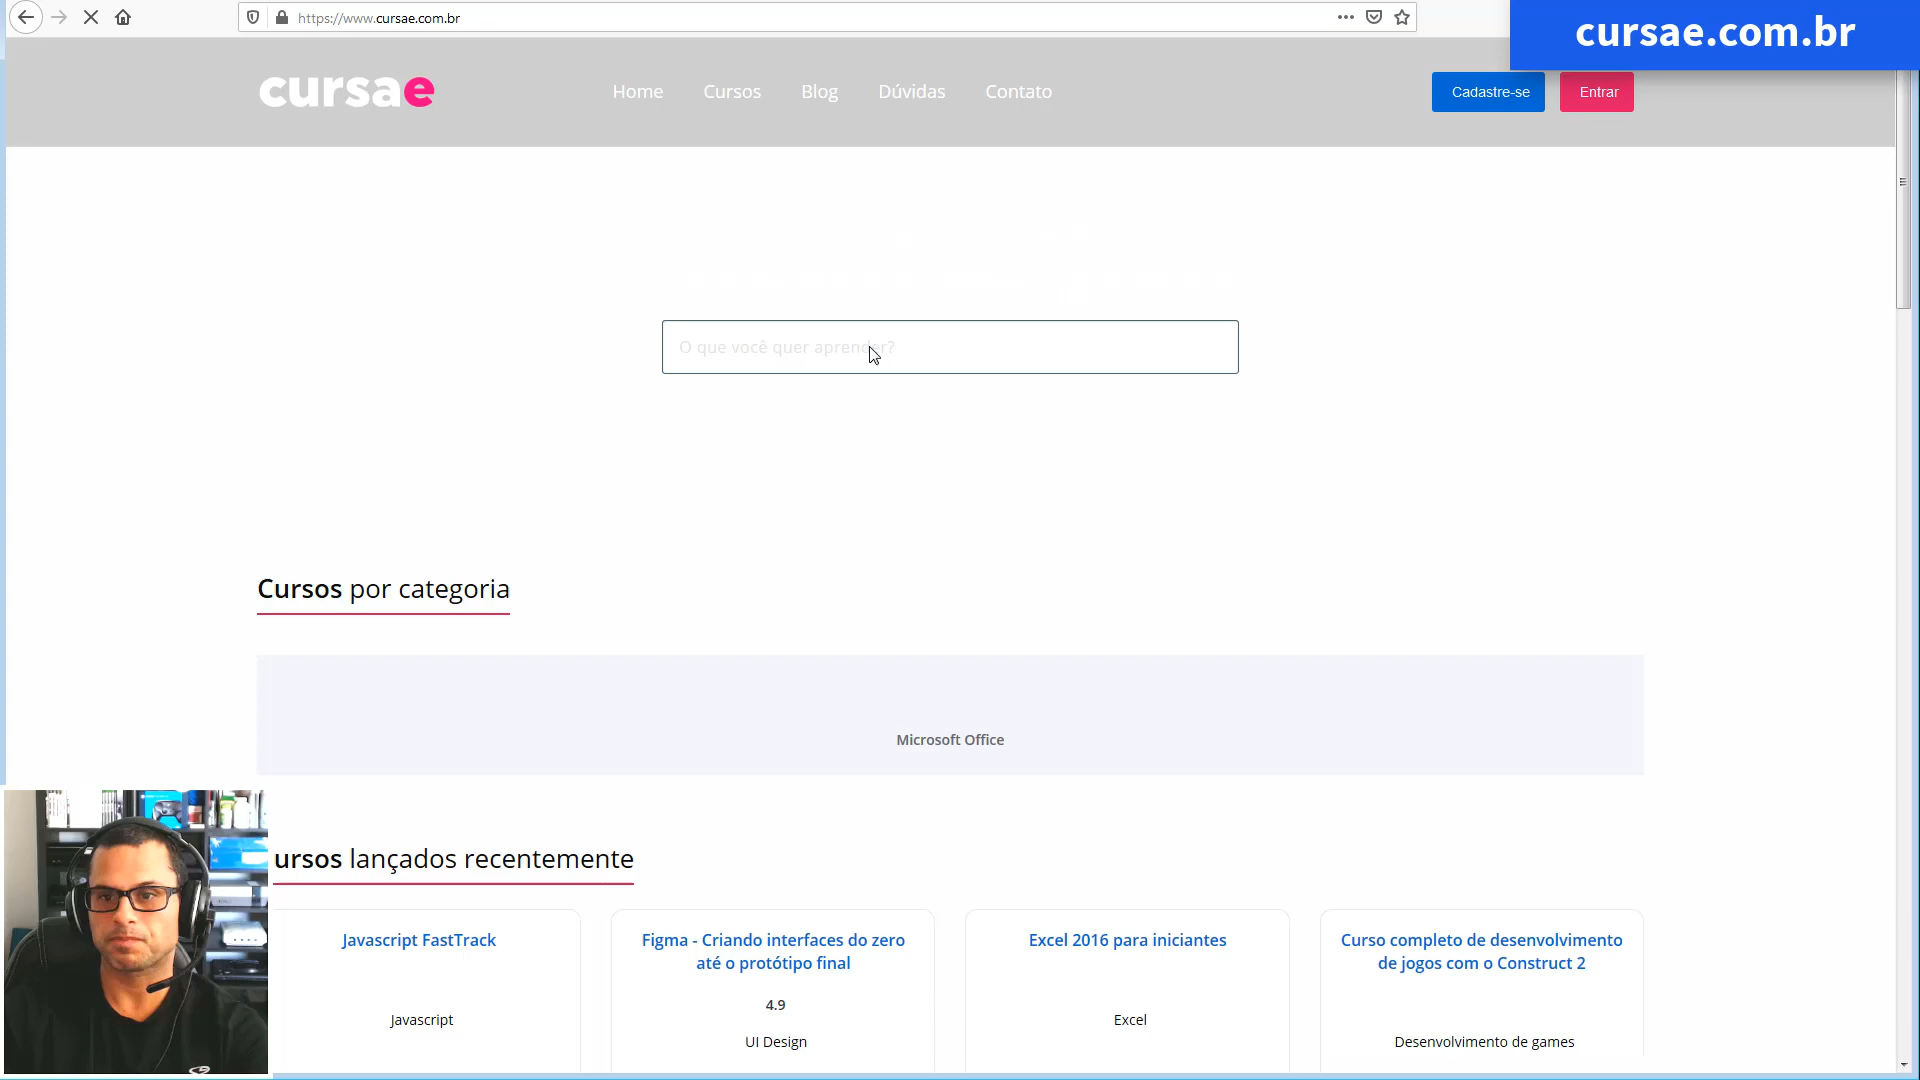 https://www.cursae.com.br
cursae.com.br
cursae
Home
Cursos
Blog
Dúvidas
Contato
Cadastre-se
Entrar
O que você quer aprender?
Cursos por categoria
Microsoft Office
ursos lançados recentemente
Javascript FastTrack
Javascript
Figma - Criando interfaces do zero
até o protótipo final
4.9
UI Design
Excel 2016 para iniciantes
Excel
Curso completo de desenvolvimento
de jogos com o Construct 2
Desenvolvimento de games